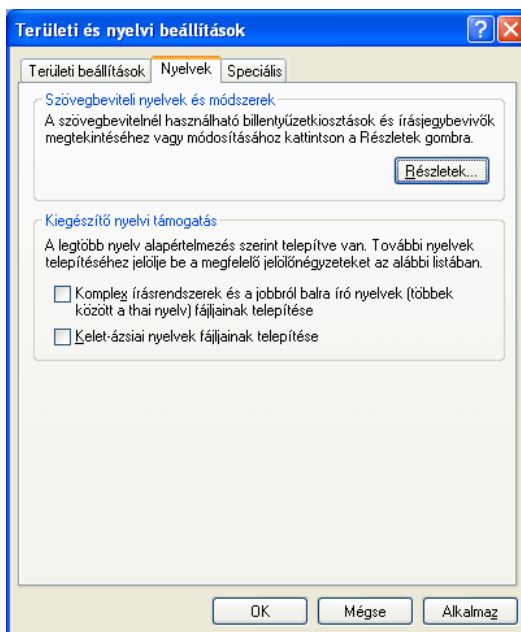 Területi és nyelvi beállítások
Területi beállítások Nyelvek Speciális
Szövegbeviteli nyelvek és módszerek
A szövegbevitelnél használható billentyűzetkiosztások és írásjegybevivők
megtekintéséhez vagy módosításához kattintson a Részletek gombra.
Részletek...
Kiegészítő nyelvi támogatás
A legtöbb nyelv alapértelmezés szerint telepítve van. További nyelvek
telepítéséhez jelölje be a megfelelő jelölőnégyzeteket az alábbi listában.
Komplex írásrendszerek és a jobbról balra író nyelvek (többek
között a thai nyelv) fájljainak telepítése
Kelet-ázsiai nyelvek fájljainak telepítése
OK Mégse Alkalmaz